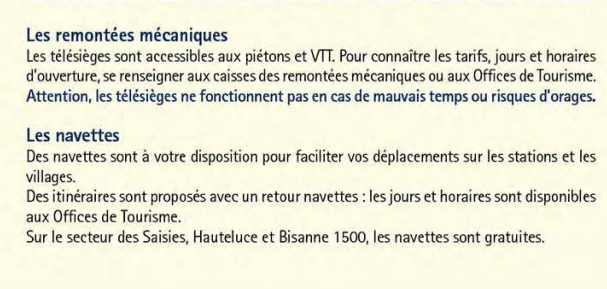 Les remontées mécaniques
Les télésièges sont accessibles aux piétons et VTT. Pour connaître les tarifs, jours et horaires
d'ouverture, se renseigner aux caisses des remontées mécaniques ou aux Offices de Tourisme.
Attention, les télésièges ne fonctionnent pas en cas de mauvais temps ou risques d'orages.
Les navettes
Des navettes sont à votre disposition pour faciliter vos déplacements sur les stations et les
villages.
Des itinéraires sont proposés avec un retour navettes : les jours et horaires sont disponibles
aux Offices de Tourisme.
Sur le secteur des Saisies, Hauteluce et Bisanne 1500, les navettes sont gratuites.